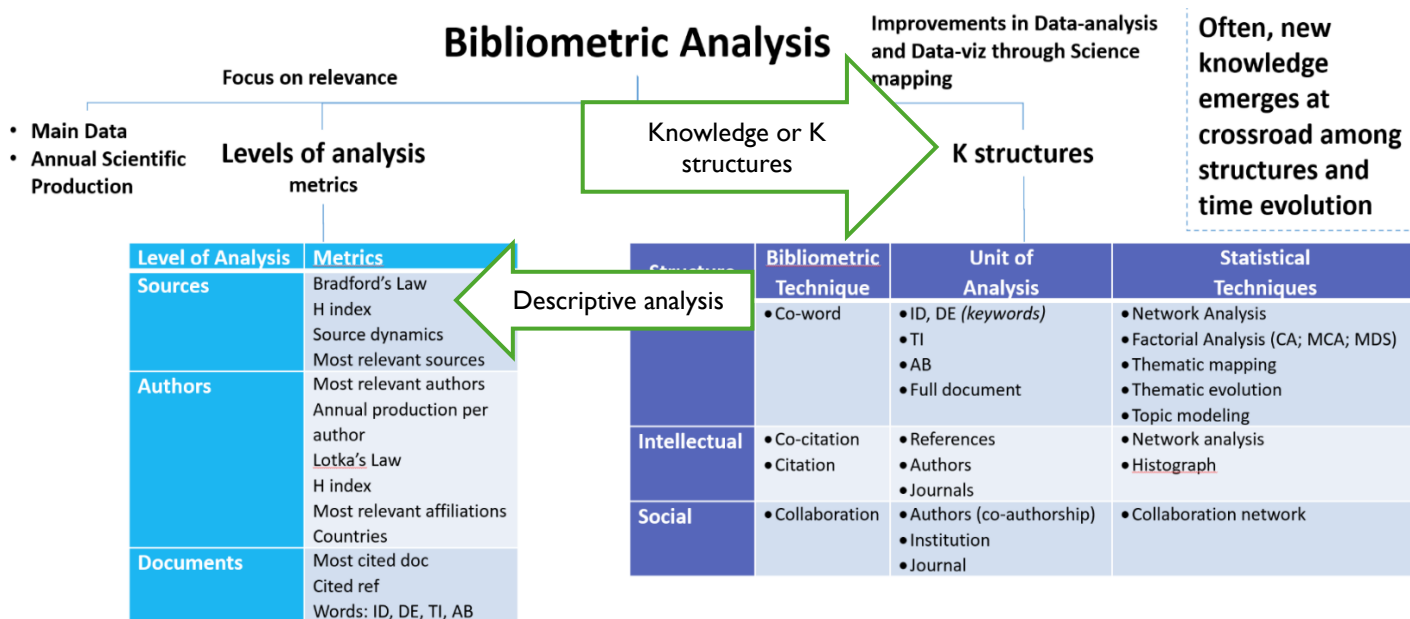 Bibliometric Analysis
Improvements in Data-analysis
and Data-viz through Science
mapping
Often, new
knowledge
emerges at
crossroad among
structures and
time evolution
Focus on relevance
• Main Data
• Annual Scientific
Production
Levels of analysis
metrics
Knowledge or K
structures
K structures
Level of Analysis Metrics
Sources
Bradford's Law
H index
Source dynamics
Most relevant sources
Authors
Most relevant authors
Annual production per
author
Lotka's Law
H index
Most relevant affiliations
Countries
Documents
Most cited doc
Cited ref
Words: ID, DE, TI, AB
Descriptive analysis
Bibliometric
Technique
Unit of
Analysis
Statistical
Techniques
• Co-word
• ID, DE (keywords)
• TI
• AB
• Full document
• Network Analysis
• Factorial Analysis (CA; MCA; MDS)
• Thematic mapping
• Thematic evolution
• Topic modeling
Intellectual
• Co-citation
• Citation
• References
• Authors
• Journals
• Network analysis
• Histograph
Social
• Collaboration
• Authors (co-authorship)
• Institution
• Journal
• Collaboration network